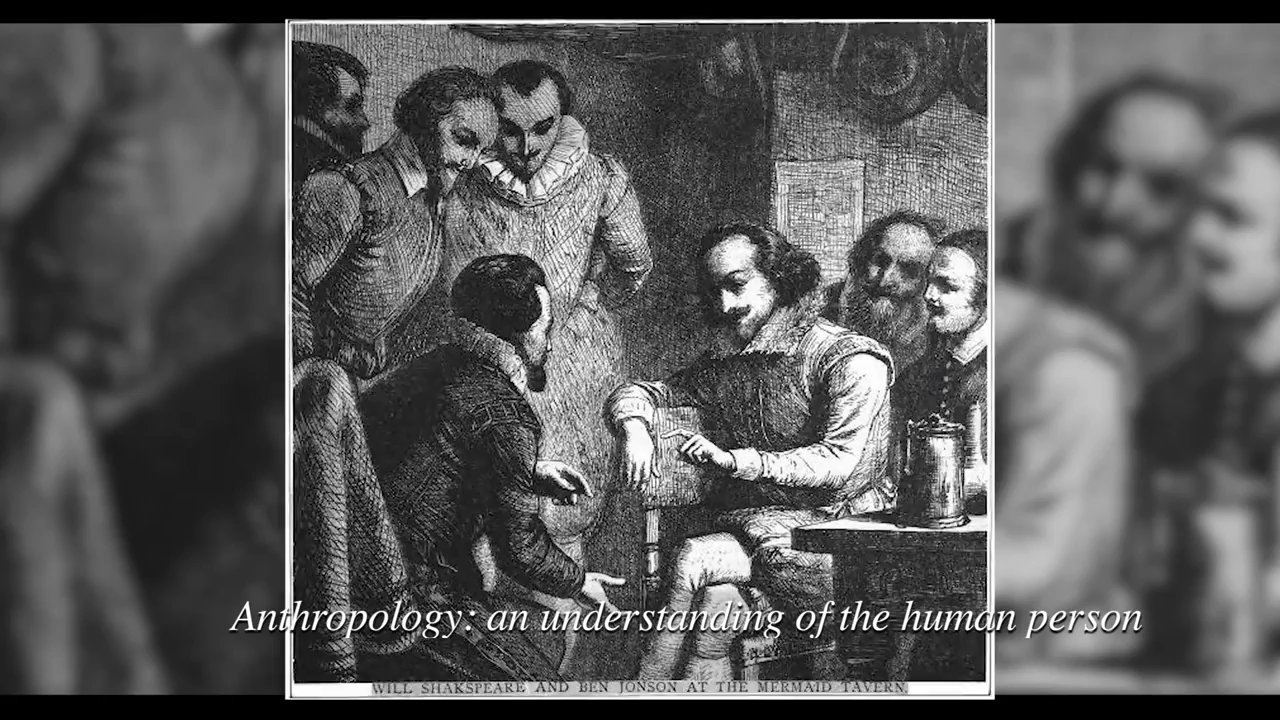 Anthropology: an understanding of the human person
WILL SHAKSPEARE AND BEN JONSON AT THE MERMAID TAVERN.